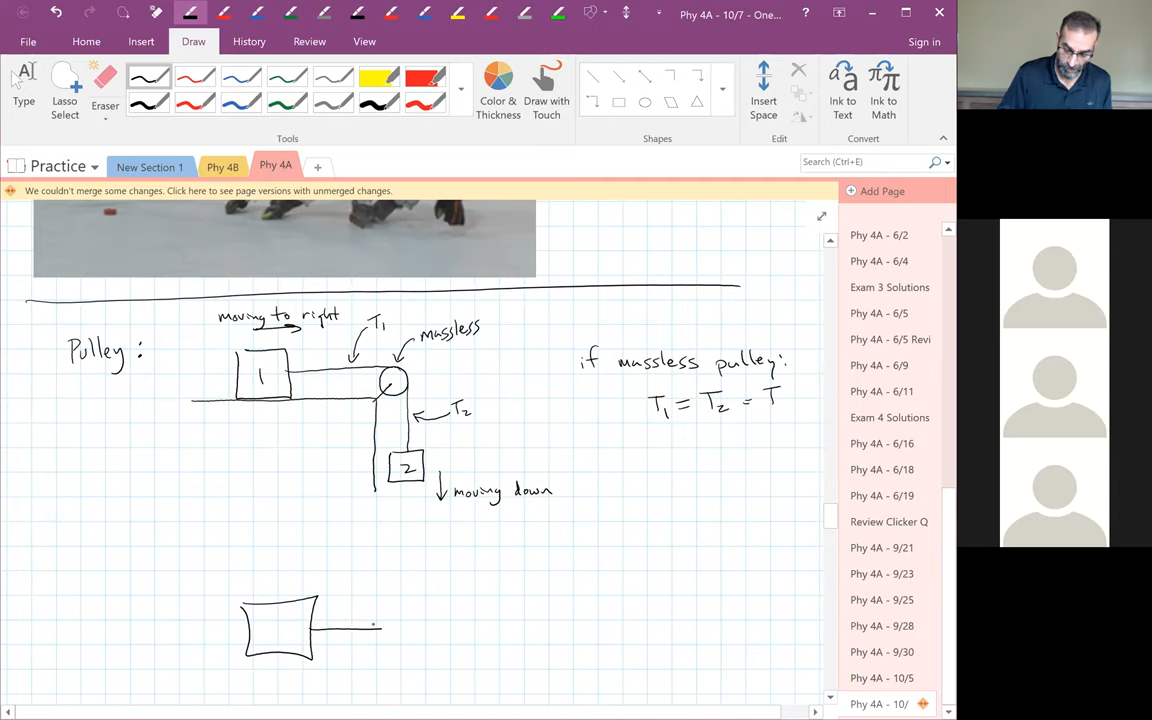 Phy 4A - 10/7 - One...
?
File
Home
Insert
Draw
History
Review
View
Sign in
Type
Lasso Select
Eraser
Color & Thickness
Draw with Touch
Insert Space
Ink to Text
Ink to Math
Tools
Shapes
Edit
Convert
Practice
New Section 1
Phy 4B
Phy 4A
+
Search (Ctrl+E)
We couldn't merge some changes. Click here to see page versions with unmerged changes.
Add Page
Phy 4A - 6/2
Phy 4A - 6/4
Exam 3 Solutions
Phy 4A - 6/5
Phy 4A - 6/5 Revi
Phy 4A - 6/9
Phy 4A - 6/11
Exam 4 Solutions
Phy 4A - 6/16
Phy 4A - 6/18
Phy 4A - 6/19
Review Clicker Q
Phy 4A - 9/21
Phy 4A - 9/23
Phy 4A - 9/25
Phy 4A - 9/28
Phy 4A - 9/30
Phy 4A - 10/5
Phy 4A - 10/
moving to right
T₁
massless
Pulley:
1
T₂
2
moving down
if massless pulley:
T₁ = T₂ = T